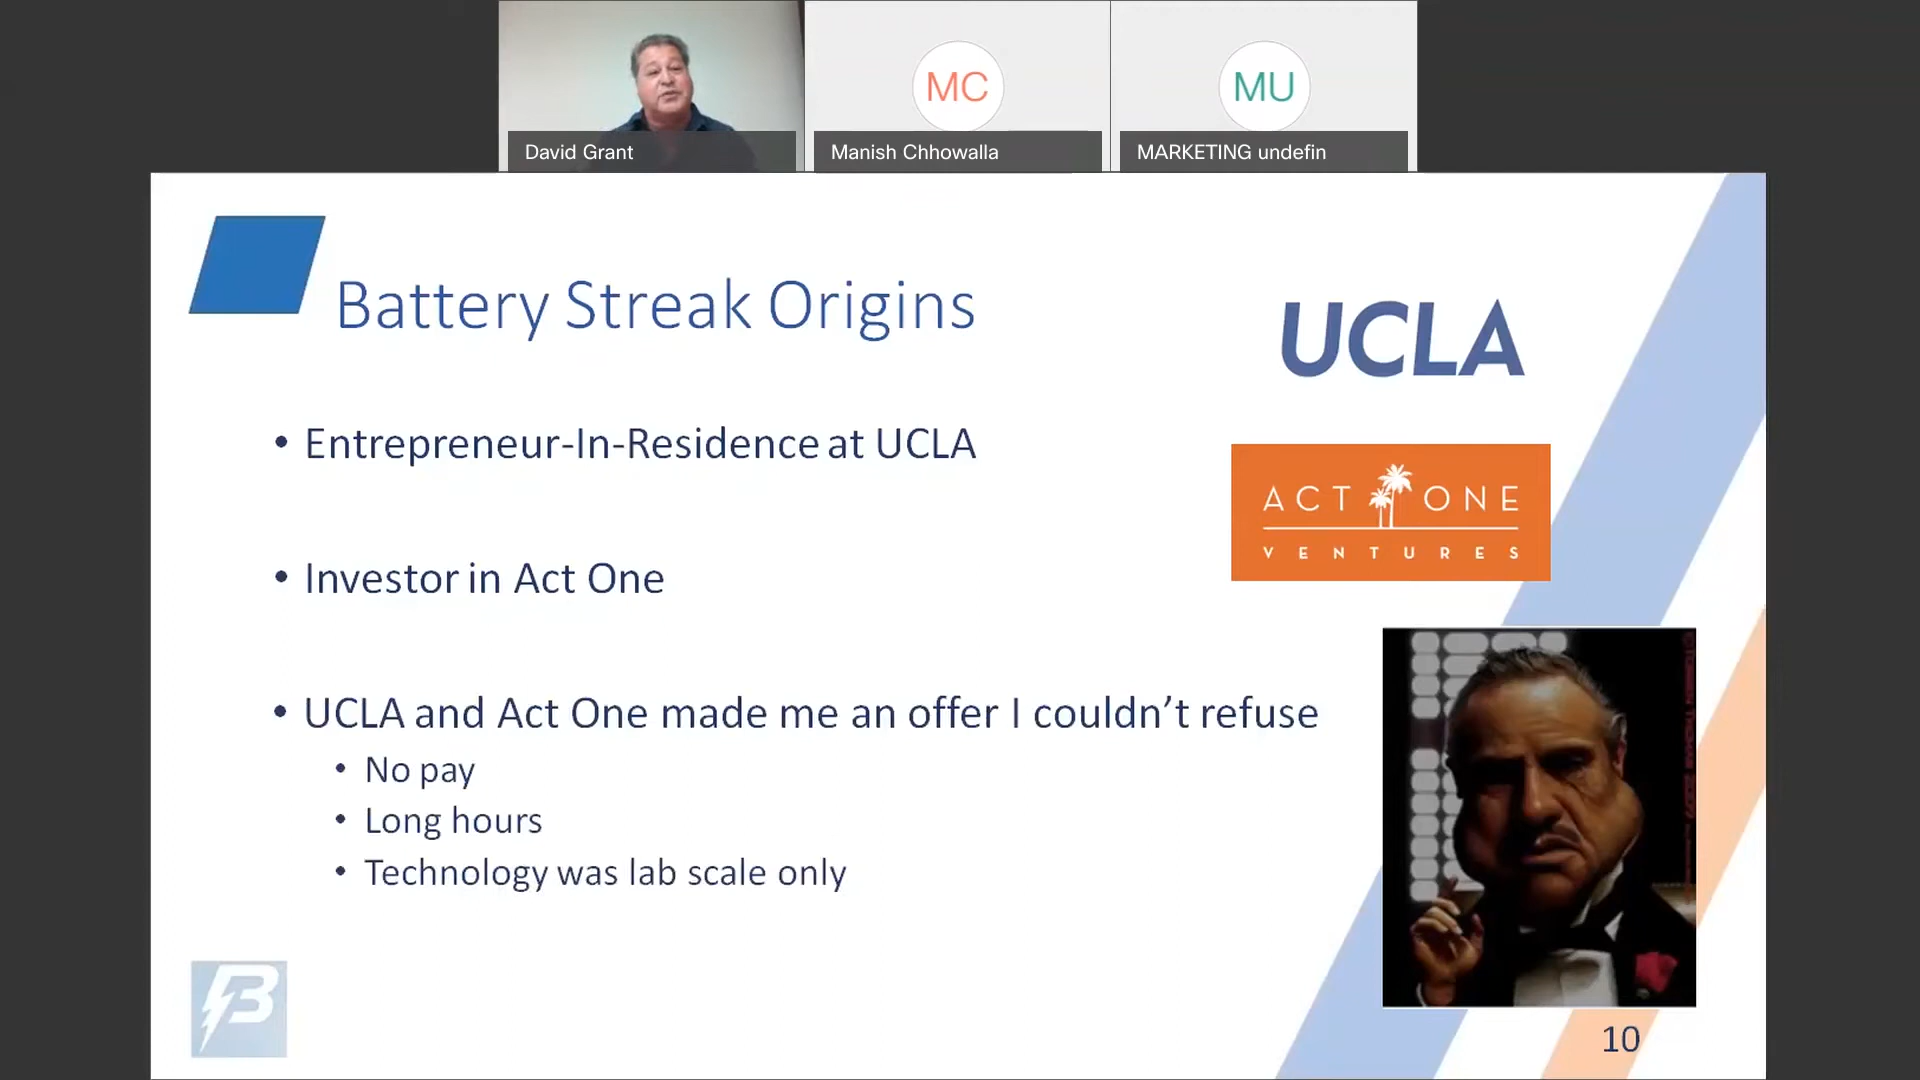 MC
MU
David Grant
Manish Chhowalla
MARKETING undefin
Battery Streak Origins
UCLA
• Entrepreneur-In-Residence at UCLA
ACT ONE
VENTURES
• Investor in Act One
• UCLA and Act One made me an offer I couldn't refuse
• No pay
• Long hours
• Technology was lab scale only
B
10